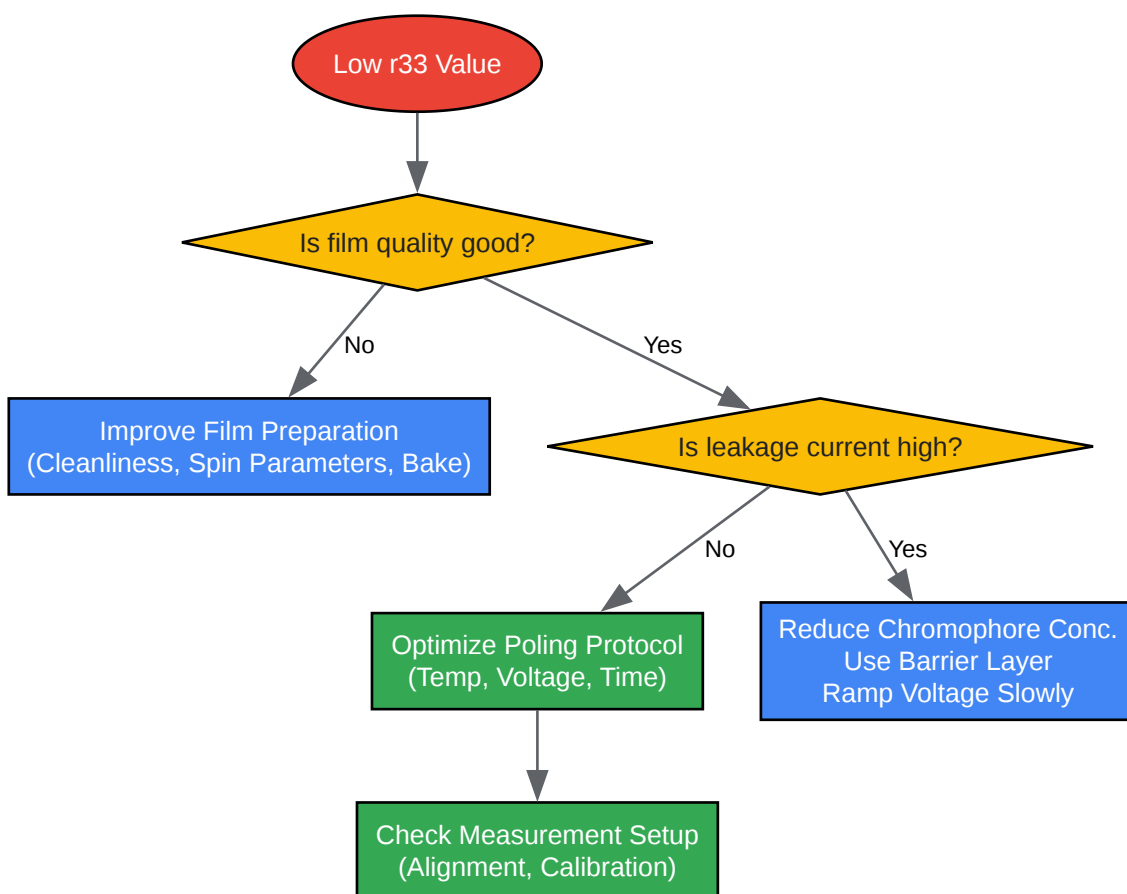 Low r33 Value
Is film quality good?
No
Yes
Improve Film Preparation
(Cleanliness, Spin Parameters, Bake)
Is leakage current high?
No
Yes
Optimize Poling Protocol
(Temp, Voltage, Time)
Reduce Chromophore Conc.
Use Barrier Layer
Ramp Voltage Slowly
Check Measurement Setup
(Alignment, Calibration)